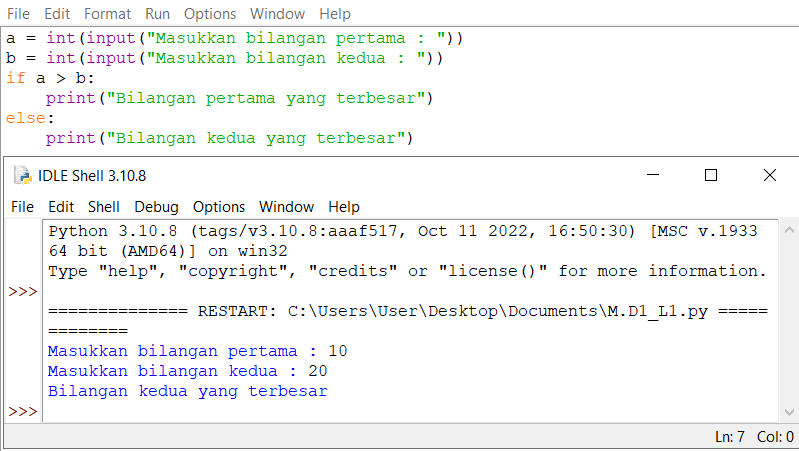 File Edit Format Run Options Window Help
a = int(input("Masukkan bilangan pertama : "))
b = int(input("Masukkan bilangan kedua : "))
if a > b:
    print("Bilangan pertama yang terbesar")
else:
    print("Bilangan kedua yang terbesar")
IDLE Shell 3.10.8
File Edit Shell Debug Options Window Help
Python 3.10.8 (tags/v3.10.8:aaaf517, Oct 11 2022, 16:50:30) [MSC v.1933
64 bit (AMD64)] on win32
Type "help", "copyright", "credits" or "license()" for more information.
>>>
============== RESTART: C:\Users\User\Desktop\Documents\M.D1_L1.py =====
========
Masukkan bilangan pertama : 10
Masukkan bilangan kedua : 20
Bilangan kedua yang terbesar
>>>
Ln: 7 Col: 0